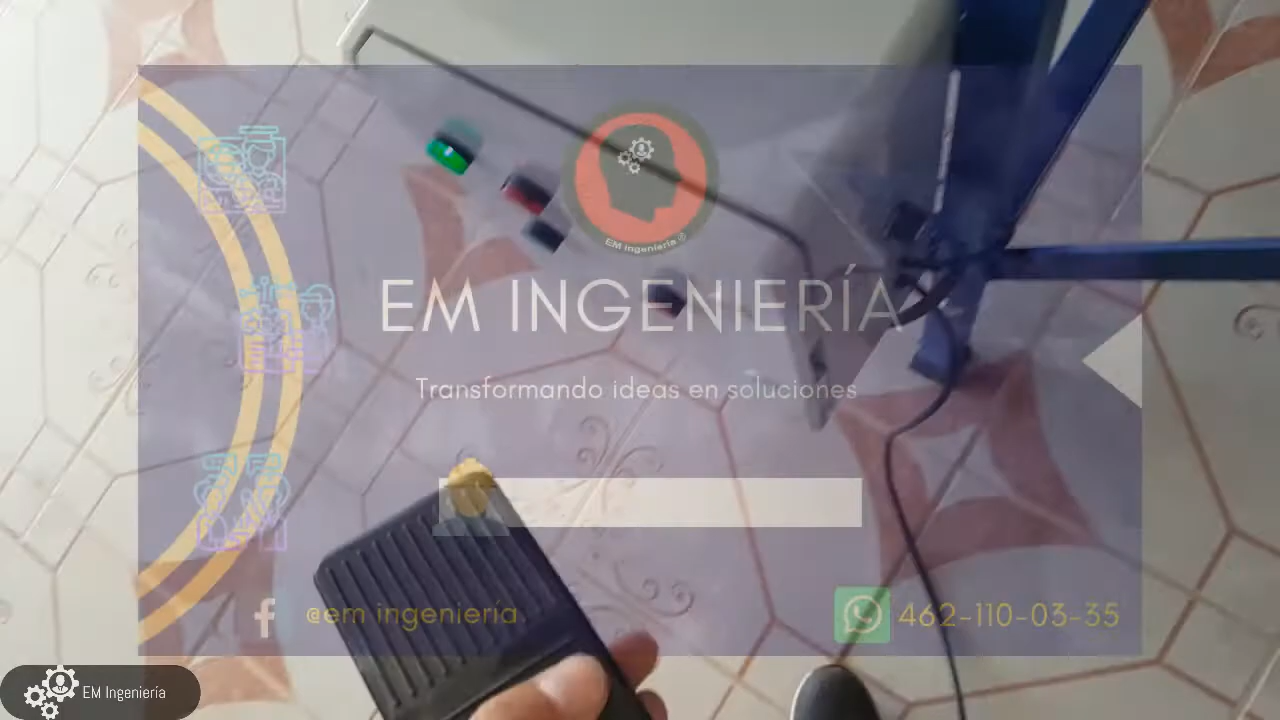 EM Ingeniería ®
EM INGENIERÍA
Transformando ideas en soluciones
@em ingeniería
462-110-03-35
EM Ingeniería